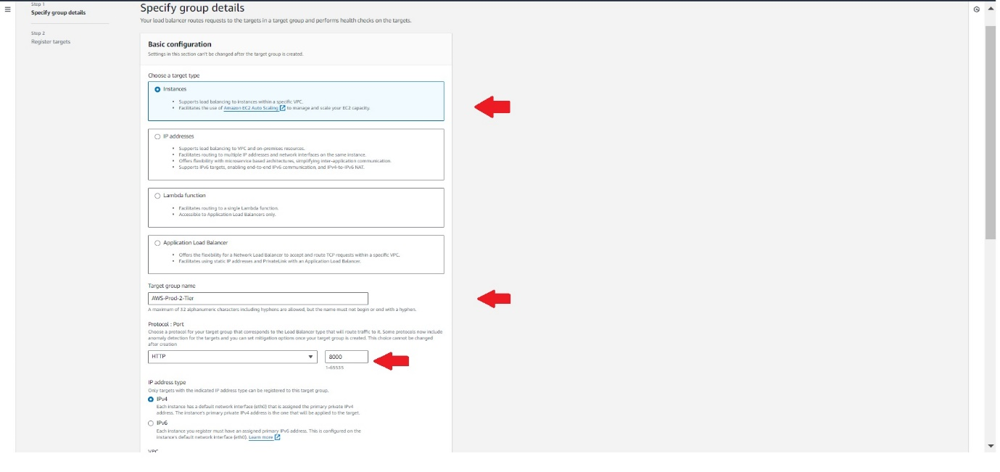 Step 1
Specify group details
Step 2
Register targets
Specify group details
Your load balancer routes requests to the targets in a target group and performs health checks on the targets.
Basic configuration
Settings in this section can't be changed after the target group is created.
Choose a target type
Instances
• Supports load balancing to instances within a specific VPC.
• Facilitates the use of Amazon EC2 Auto Scaling to manage and scale your EC2 capacity.
IP addresses
• Supports load balancing to VPC and on-premises resources.
• Facilitates routing to multiple IP addresses and network interfaces on the same instance.
• Offers flexibility with microservice based architectures, simplifying inter-application communication.
• Supports IPv6 targets, enabling end-to-end IPv6 communication, and IPv4-to-IPv6 NAT.
Lambda function
• Facilitates routing to a single Lambda function.
• Accessible to Application Load Balancers only.
Application Load Balancer
• Offers the flexibility for a Network Load Balancer to accept and route TCP requests within a specific VPC.
• Facilitates using static IP addresses and PrivateLink with an Application Load Balancer.
Target group name
AWS-Prod-2-Tier
A maximum of 32 alphanumeric characters including hyphens are allowed, but the name must not begin or end with a hyphen.
Protocol : Port
Choose a protocol for your target group that corresponds to the Load Balancer type that will route traffic to it. Some protocols now include
anomaly detection for the targets and you can set mitigation options once your target group is created. This choice cannot be changed
after creation
HTTP
8000
1-65535
IP address type
Only targets with the indicated IP address type can be registered to this target group.
IPv4
Each instance has a default network interface (eth0) that is assigned the primary private IPv4
address. The instance's primary private IPv4 address is the one that will be applied to the target.
IPv6
Each instance you register must have an assigned primary IPv6 address. This is configured on the
instance's default network interface (eth0). Learn more
VPC